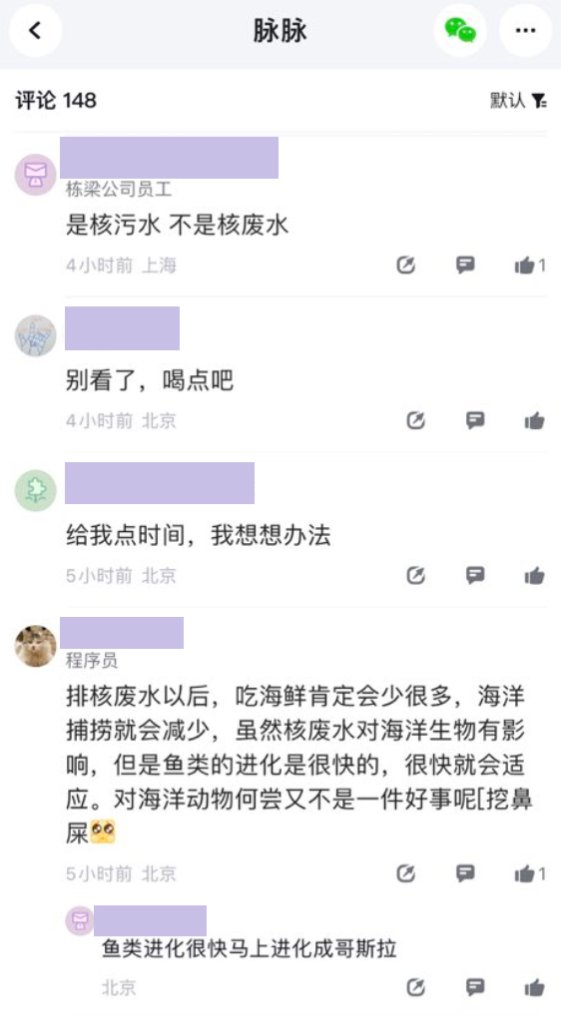 脉脉
评论 148
默认
栋梁公司员工
是核污水 不是核废水
4小时前 上海
1
别看了，喝点吧
4小时前 北京
给我点时间，我想想办法
5小时前 北京
程序员
排核废水以后，吃海鲜肯定会少很多，海洋
捕捞就会减少，虽然核废水对海洋生物有影
响，但是鱼类的进化是很快的，很快就会适
应。对海洋动物何尝又不是一件好事呢[挖鼻
屎🥺
5小时前 北京
1
鱼类进化很快马上进化成哥斯拉
北京